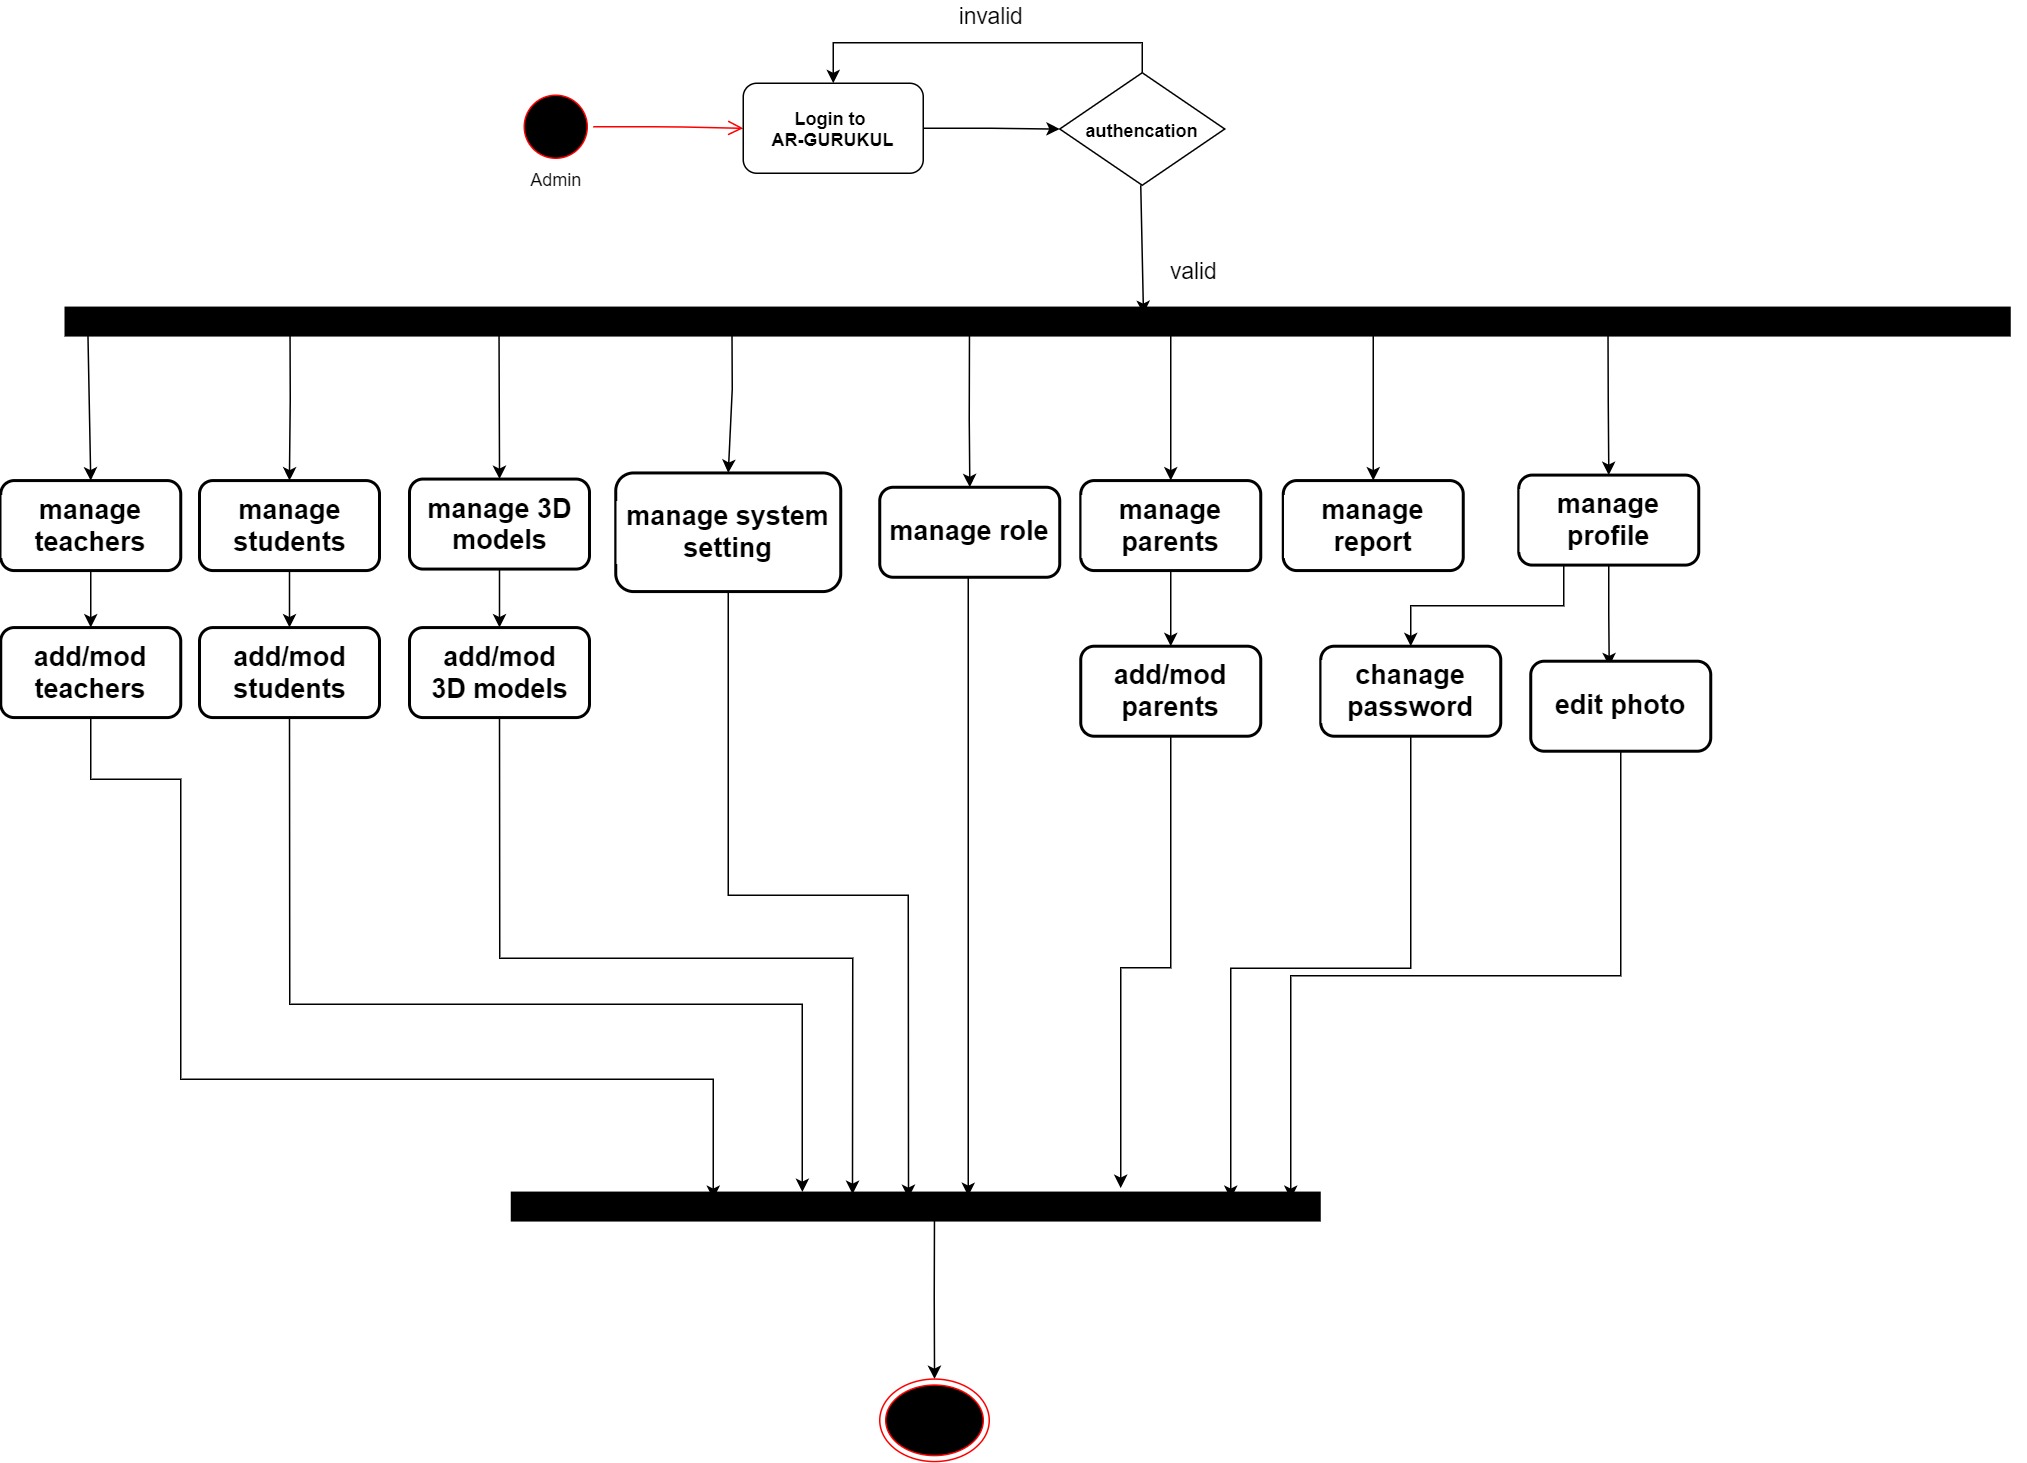 invalid
Login to
AR-GURUKUL
authencation
Admin
valid
manage
teachers
manage
students
manage 3D
models
manage system
setting
manage role
manage
parents
manage
report
manage
profile
add/mod
teachers
add/mod
students
add/mod
3D models
add/mod
parents
chanage
password
edit photo